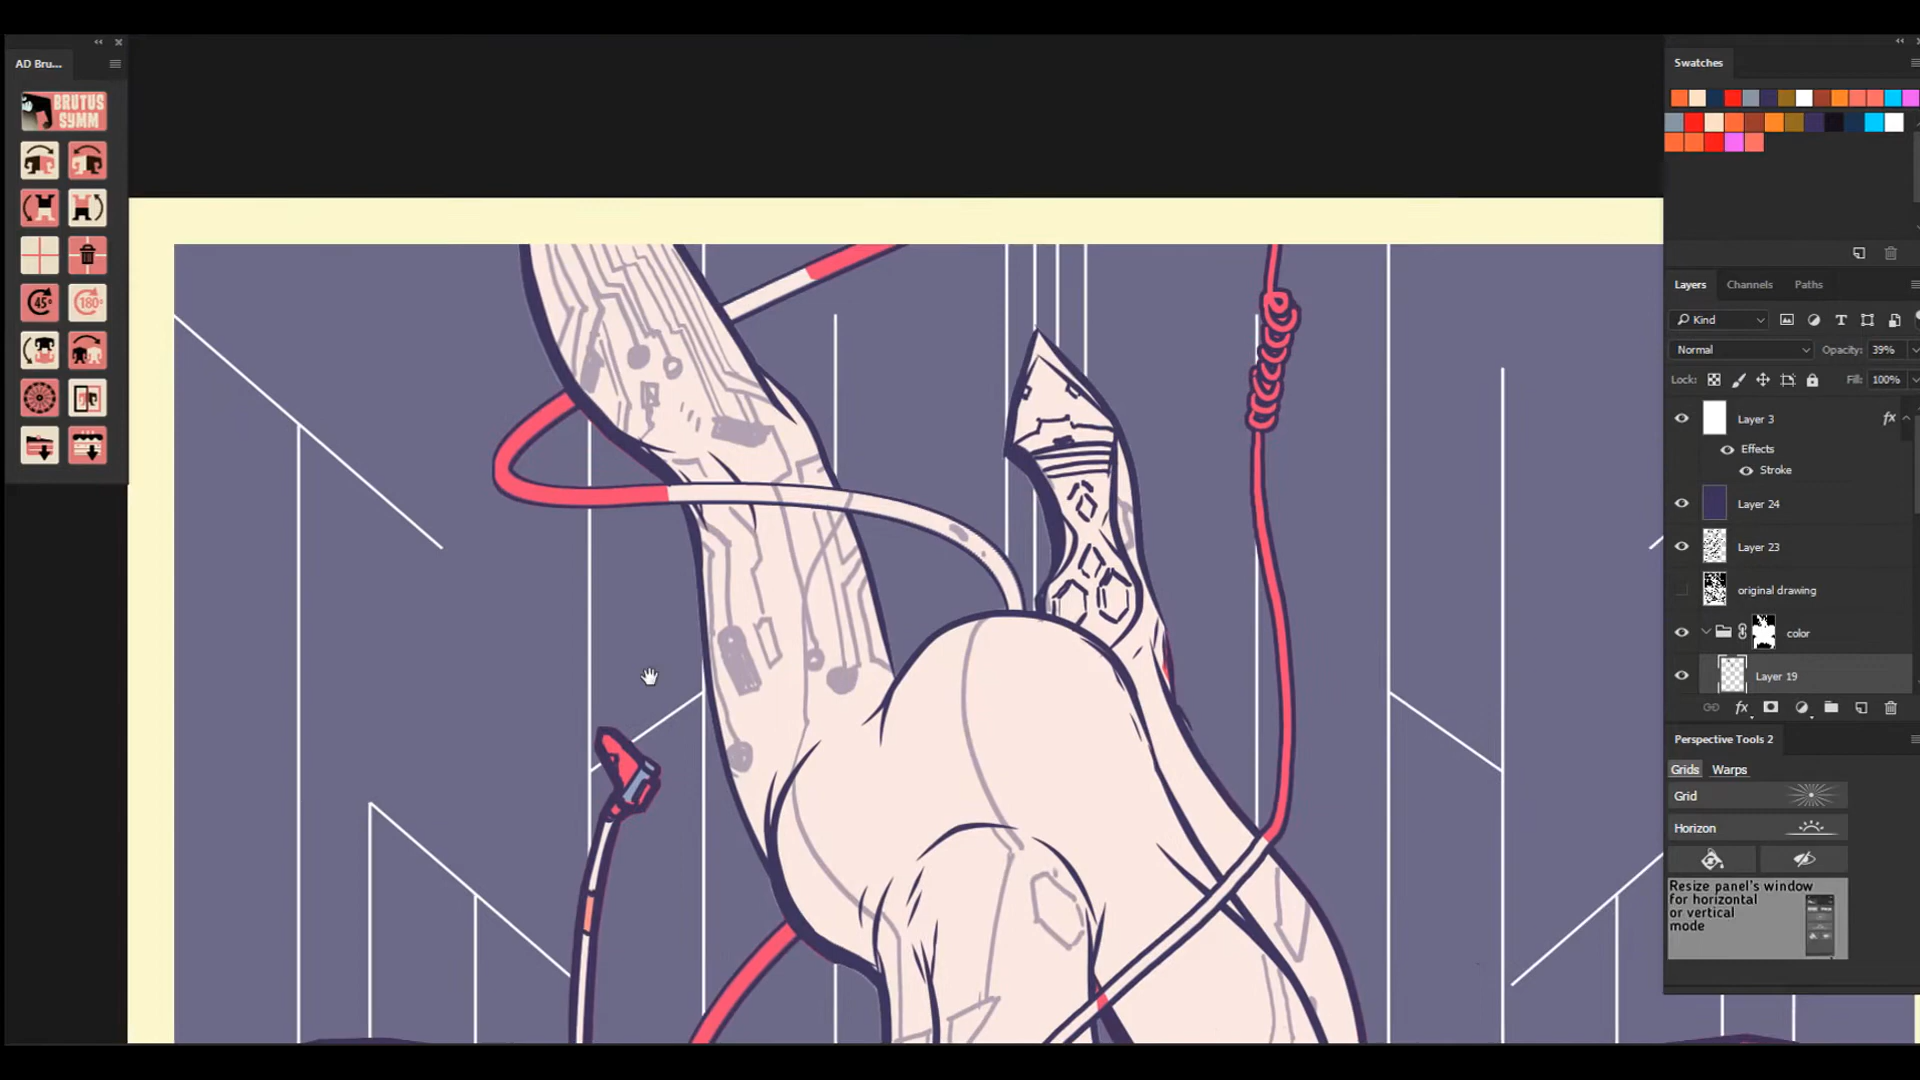 AD Bru...
BRUTUS
SYMM
45°
180°
Swatches
Layers Channels Paths
Kind
Normal Opacity: 39%
Lock: Fill: 100%
Layer 3 fx
Effects
Stroke
Layer 24
Layer 23
original drawing
color
Layer 19
fx
Perspective Tools 2
Grids Warps
Grid
Horizon
Resize panel's window
for horizontal
or vertical
mode